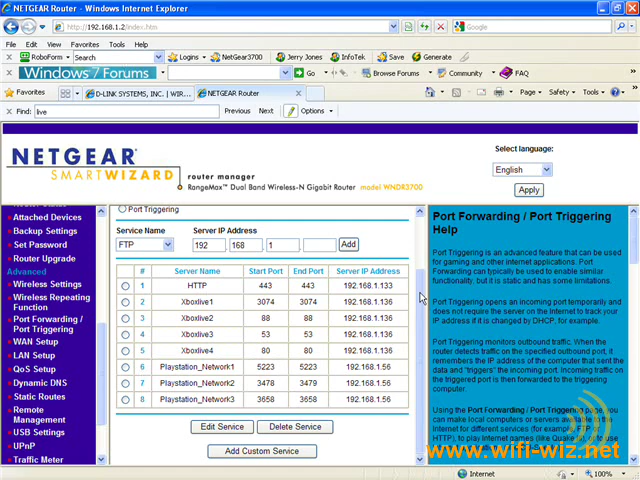 NETGEAR Router - Windows Internet Explorer
http://192.168.1.2/index.htm
Google
File Edit View Favorites Tools Help
RoboForm Search Logins NetGear3700 Jerry Jones InfoTek Save Generate
Windows 7 Forums Go Browse Forums Community FAQ
Favorites D-LINK SYSTEMS, INC. | WIR... NETGEAR Router Page Safety Tools
Find: live Previous Next Options
Select language:
English
Apply
NETGEAR
SMARTWIZARD
router manager
RangeMax™ Dual Band Wireless-N Gigabit Router model WNDR3700
Router Status
Attached Devices
Backup Settings
Set Password
Router Upgrade
Advanced
Wireless Settings
Wireless Repeating
Function
Port Forwarding /
Port Triggering
WAN Setup
LAN Setup
QoS Setup
Dynamic DNS
Static Routes
Remote
Management
USB Settings
UPnP
Traffic Meter
Port Triggering
Service Name Server IP Address
FTP 192 . 168 . 1 . Add
# Server Name Start Port End Port Server IP Address
1 HTTP 443 443 192.168.1.133
2 Xboxlive1 3074 3074 192.168.1.136
3 Xboxlive2 88 88 192.168.1.136
4 Xboxlive3 53 53 192.168.1.136
5 Xboxlive4 80 80 192.168.1.136
6 Playstation_Network1 5223 5223 192.168.1.56
7 Playstation_Network2 3478 3479 192.168.1.56
8 Playstation_Network3 3658 3658 192.168.1.56
Edit Service Delete Service
Add Custom Service
Port Forwarding / Port Triggering
Help
Port Triggering is an advanced feature that can be used
for gaming and other internet applications. Port
Forwarding can typically be used to enable similar
functionality, but it is static and has some limitations.
Port Triggering opens an incoming port temporarily and
does not require the server on the Internet to track your
IP address if it is changed by DHCP, for example.
Port Triggering monitors outbound traffic. When the
router detects traffic on the specified outbound port, it
remembers the IP address of the computer that sent the
data and "triggers" the incoming port. Incoming traffic on
the triggered port is then forwarded to the triggering
computer.
Using the Port Forwarding / Port Triggering page, you
can make local computers or servers available to the
Internet for different services (for example, FTP or
HTTP), to play Internet games (like Quake III), or to use
www.wifi-wiz.net
Internet 100%